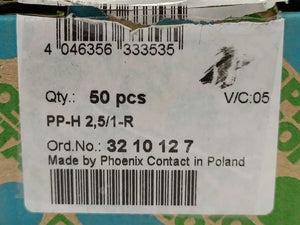 4 046356 333535
Qty.: 50 pcs V/C:05
PP-H 2,5/1-R
Ord.No.: 32 10 12 7
Made by Phoenix Contact in Poland